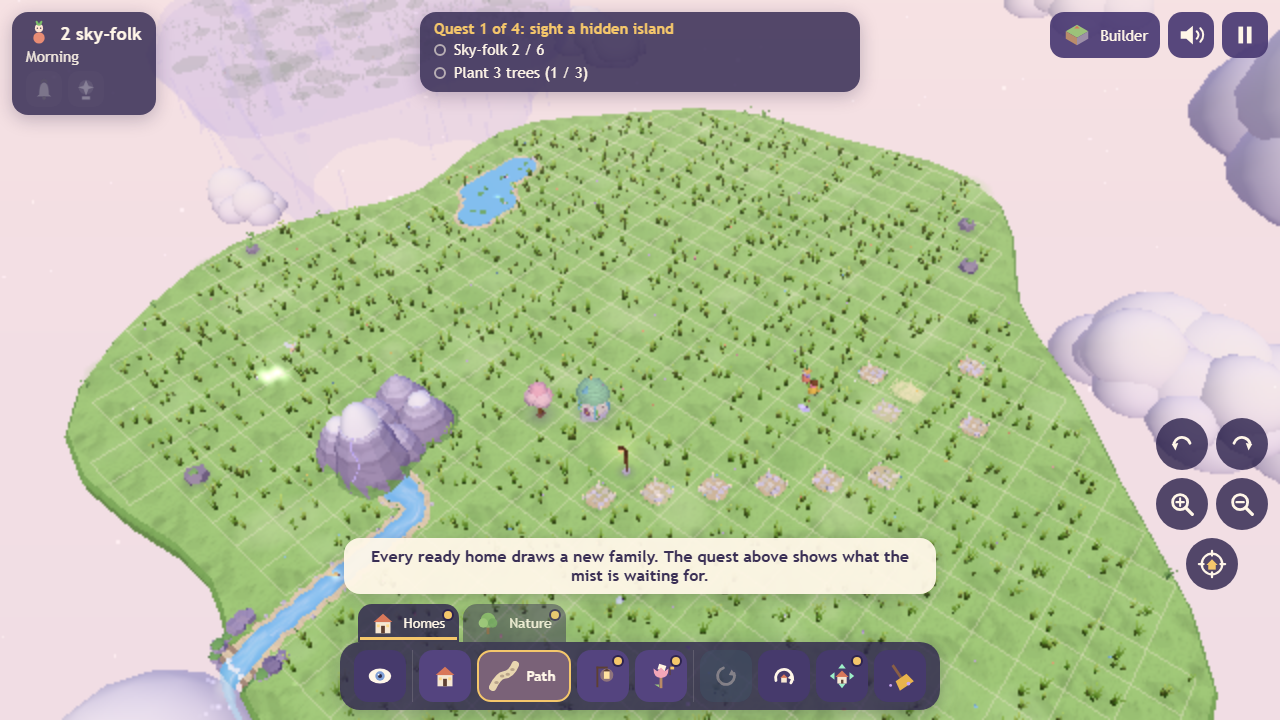 2 sky-folk
Morning
Quest 1 of 4: sight a hidden island
Sky-folk 2 / 6
Plant 3 trees (1 / 3)
Builder
Every ready home draws a new family. The quest above shows what the
mist is waiting for.
Homes
Nature
Path